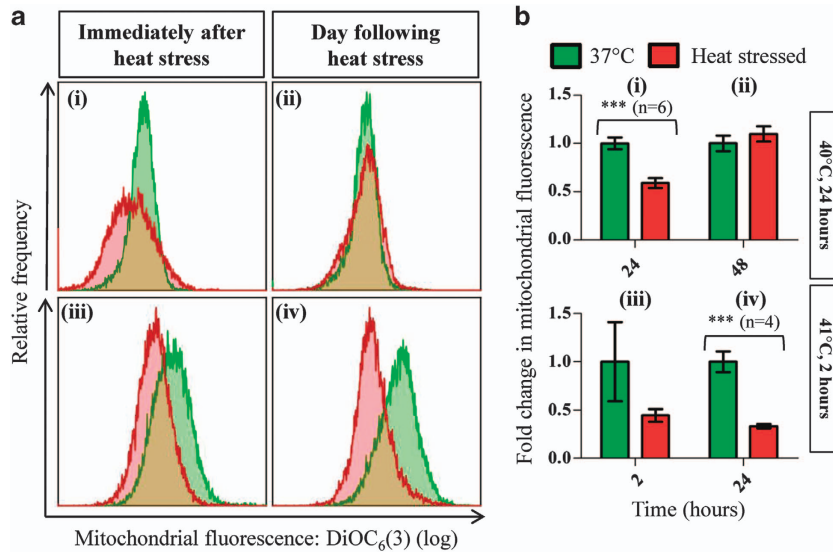 a
Immediately after
heat stress
Day following
heat stress
(i)
(ii)
(iii)
(iv)
Relative frequency
Mitochondrial fluorescence: DiOC6(3) (log)
b
37°C
Heat stressed
(i)
(ii)
*** (n=6)
1.5
1.0
0.5
0.0
24
48
40°C, 24 hours
(iii)
(iv)
*** (n=4)
1.5
1.0
0.5
0.0
2
24
41°C, 2 hours
Fold change in mitochondrial fluorescence
Time (hours)